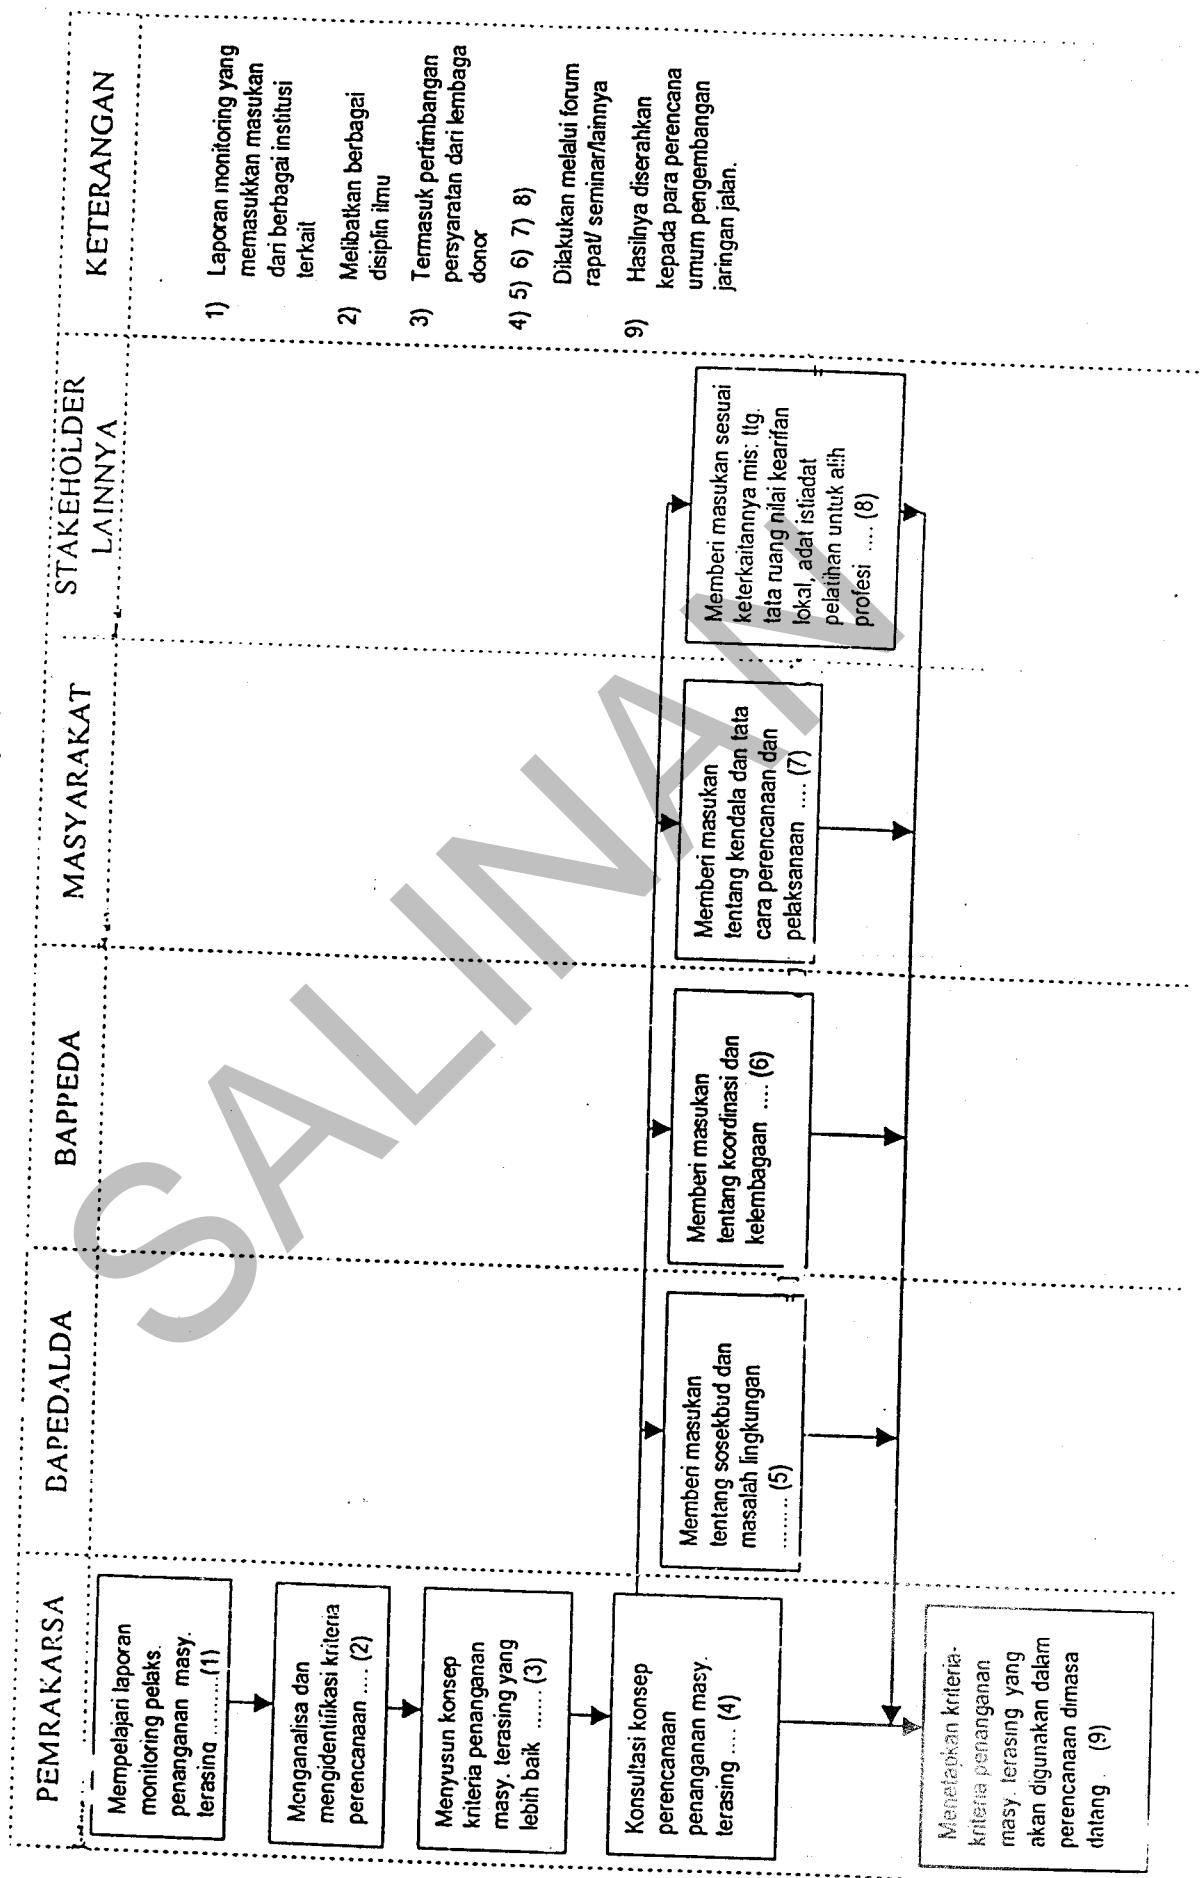 PEMRAKARSA
BAPEDALDA
BAPPEDA
MASYARAKAT
STAKEHOLDER
LAINNYA
KETERANGAN
Mempelajari laporan
monitoring pelaks.
penanganan masy.
terasing ..........(1)
Menganalisa dan
mengidentifikasi kriteria
perencanaan .... (2)
Menyusun konsep
kriteria penanganan
masy. terasing yang
lebih baik ...... (3)
Konsultasi konsep
perencanaan
penanganan masy.
terasing .... (4)
Memberi masukan
tentang sosekbud dan
masalah lingkungan
........ (5)
Memberi masukan
tentang koordinasi dan
kelembagaan .... (6)
Memberi masukan
tentang kendala dan tata
cara perencanaan dan
pelaksanaan ..... (7)
Memberi masukan sesuai
keterkaitannya mis: ttg.
tata ruang nilai kearifan
lokal, adat istiadat
pelatihan untuk alih
profesi .... (8)
Menetapkan kriteria-
kriteria penanganan
masy. terasing yang
akan digunakan dalam
perencanaan dimasa
datang . (9)
1) Laporan monitoring yang
memasukkan masukan
dari berbagai institusi
terkait
2) Melibatkan berbagai
disiplin ilmu
3) Termasuk pertimbangan
persyaratan dari lembaga
donor
4) 5) 6) 7) 8)
Dilakukan melalui forum
rapat/ seminar/lainnya
9) Hasilnya diserahkan
kepada para perencana
umum pengembangan
jaringan jalan.
SALINAN